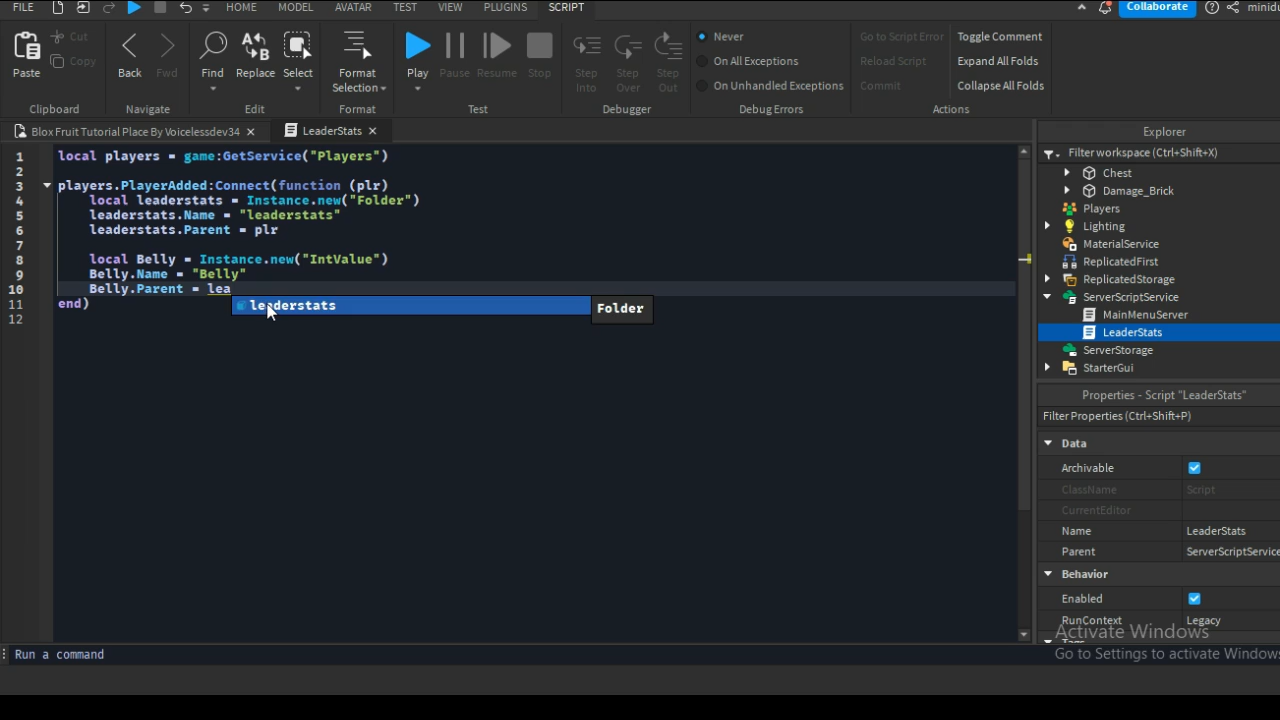 FILE HOME MODEL AVATAR TEST VIEW PLUGINS SCRIPT Collaborate
Paste Cut Copy Back Fwd Find Replace Select Format Selection Play Pause Resume Stop Step Into Step Over Step Out
Never Go to Script Error Toggle Comment
On All Exceptions Reload Script Expand All Folds
On Unhandled Exceptions Commit Collapse All Folds
Clipboard Navigate Edit Format Test Debugger Debug Errors Actions
Blox Fruit Tutorial Place By Voicelessdev34 LeaderStats
1 local players = game:GetService("Players")
2
3 players.PlayerAdded:Connect(function (plr)
4 local leaderstats = Instance.new("Folder")
5 leaderstats.Name = "leaderstats"
6 leaderstats.Parent = plr
7
8 local Belly = Instance.new("IntValue")
9 Belly.Name = "Belly"
10 Belly.Parent = lea
11 end)
12
leaderstats Folder
Explorer
Filter workspace (Ctrl+Shift+X)
Chest
Damage_Brick
Players
Lighting
MaterialService
ReplicatedFirst
ReplicatedStorage
ServerScriptService
MainMenuServer
LeaderStats
ServerStorage
StarterGui
Properties - Script "LeaderStats"
Filter Properties (Ctrl+Shift+P)
Data
Archivable
ClassName Script
CurrentEditor
Name LeaderStats
Parent ServerScriptService
Behavior
Enabled
RunContext Legacy
Activate Windows
Go to Settings to activate Windows
Run a command